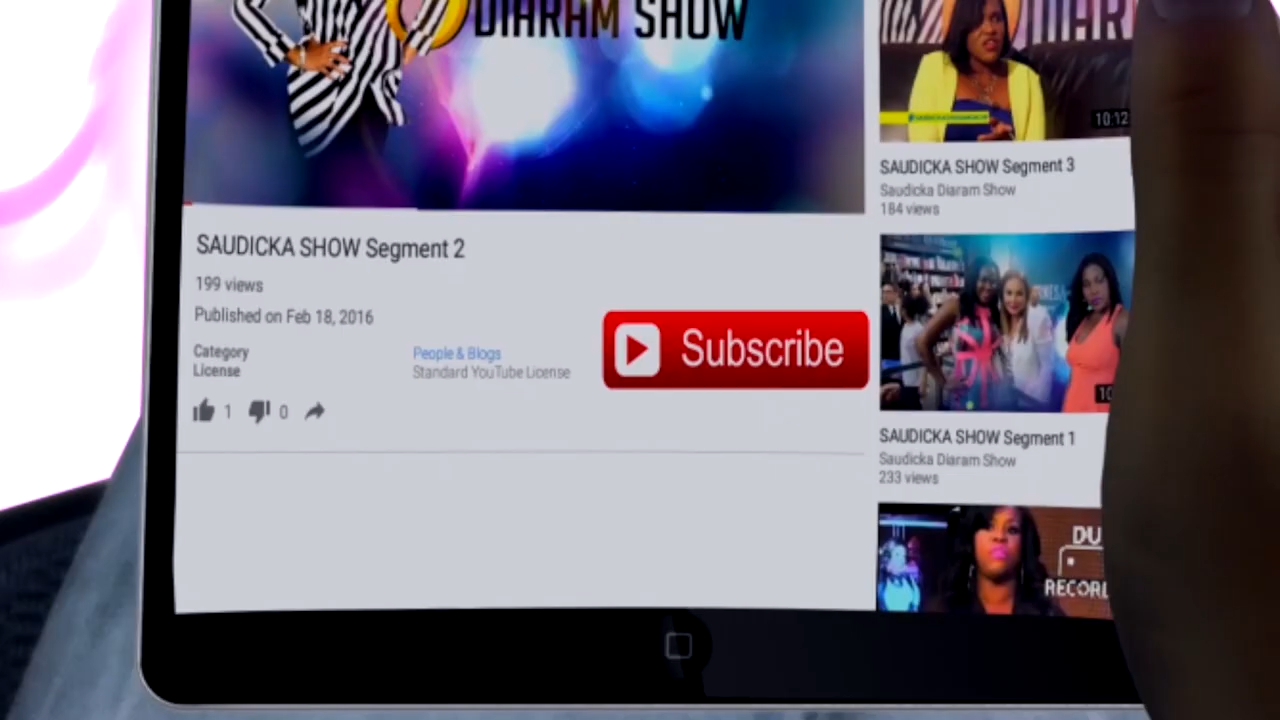 DIARAM SHOW
SAUDICKA SHOW Segment 2
199 views
Published on Feb 18, 2016
Category
People & Blogs
License
Standard YouTube License
1
0
Subscribe
10:12
SAUDICKA SHOW Segment 3
Saudicka Diaram Show
184 views
SAUDICKA SHOW Segment 1
Saudicka Diaram Show
233 views
DU
RECORD